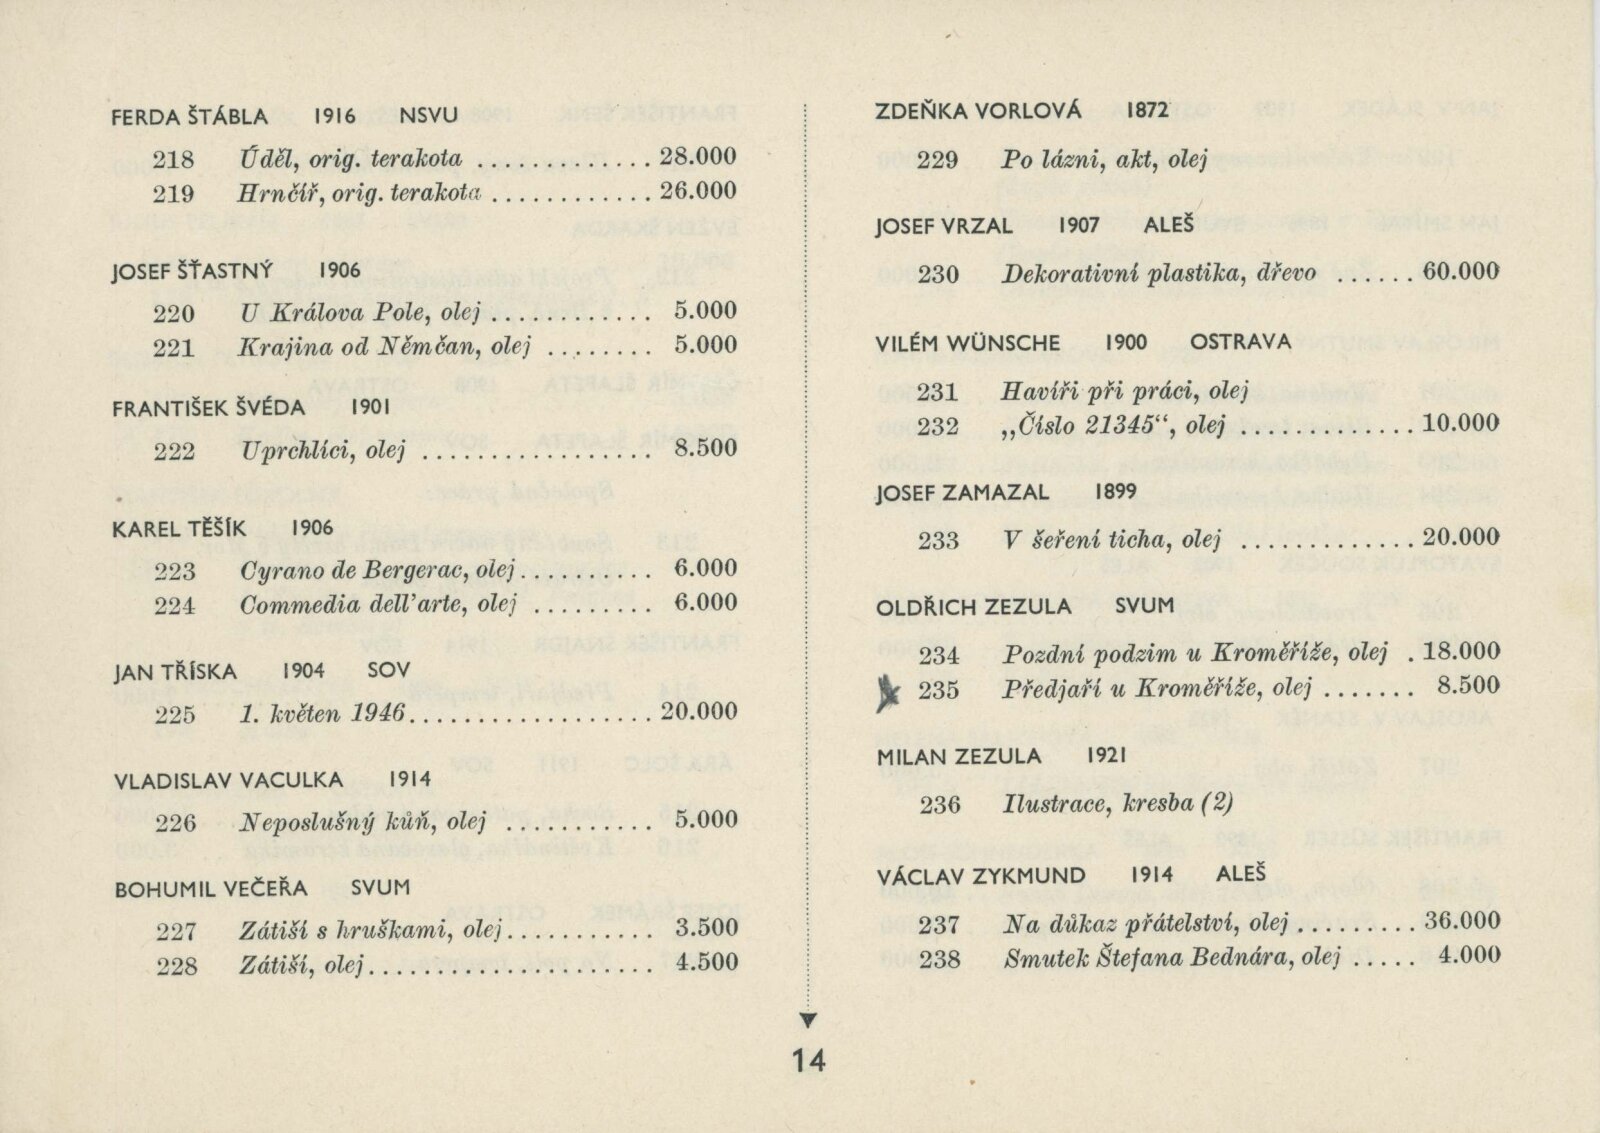 FERDA ŠTÁBLA 1916 NSVU
218 Úděl, orig. terakota ............. 28.000
219 Hrnčíř, orig. terakota ............ 26.000
JOSEF ŠŤASTNÝ 1906
220 U Králova Pole, olej ............ 5.000
221 Krajina od Němčan, olej ........ 5.000
FRANTIŠEK ŠVÉDA 1901
222 Uprchlíci, olej ................. 8.500
KAREL TĚŠÍK 1906
223 Cyrano de Bergerac, olej.......... 6.000
224 Commedia dell'arte, olej ......... 6.000
JAN TŘÍSKA 1904 SOV
225 1. květen 1946.................. 20.000
VLADISLAV VACULKA 1914
226 Neposlušný kůň, olej ........... 5.000
BOHUMIL VEČEŘA SVUM
227 Zátiší s hruškami, olej........... 3.500
228 Zátiší, olej..................... 4.500
ZDEŇKA VORLOVÁ 1872
229 Po lázni, akt, olej
JOSEF VRZAL 1907 ALEŠ
230 Dekorativní plastika, dřevo ...... 60.000
VILÉM WÜNSCHE 1900 OSTRAVA
231 Havíři při práci, olej
232 „Číslo 21345“, olej ............. 10.000
JOSEF ZAMAZAL 1899
233 V šeření ticha, olej ............. 20.000
OLDŘICH ZEZULA SVUM
234 Pozdní podzim u Kroměříže, olej . 18.000
235 Předjaří u Kroměříže, olej ....... 8.500
MILAN ZEZULA 1921
236 Ilustrace, kresba (2)
VÁCLAV ZYKMUND 1914 ALEŠ
237 Na důkaz přátelství, olej ......... 36.000
238 Smutek Štefana Bednára, olej ..... 4.000
14